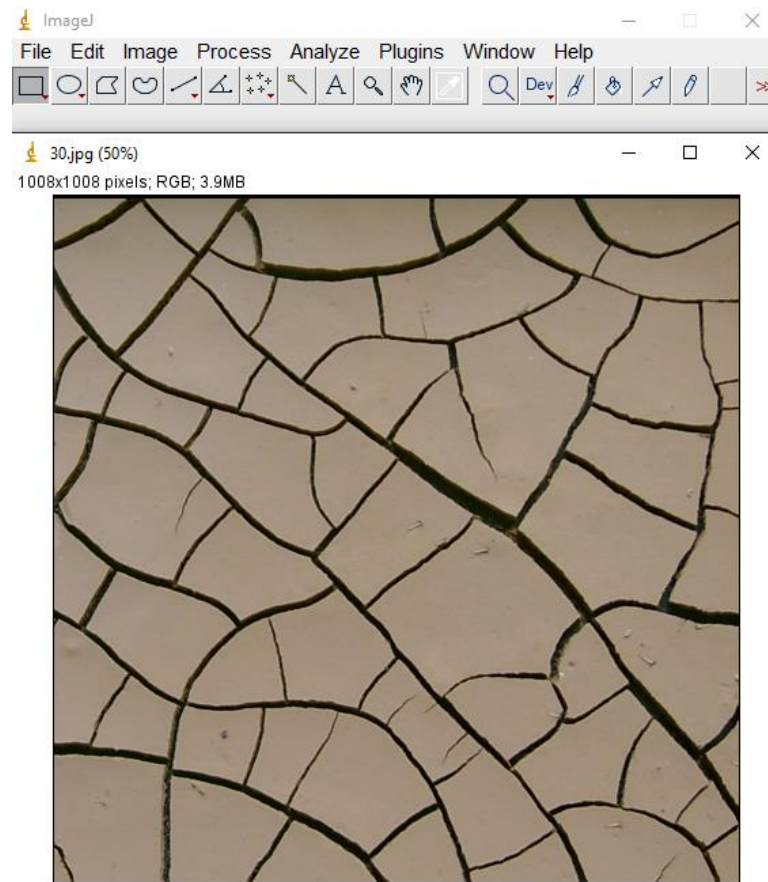 ImageJ
File Edit Image Process Analyze Plugins Window Help
A Dev
30.jpg (50%)
1008x1008 pixels; RGB; 3.9MB